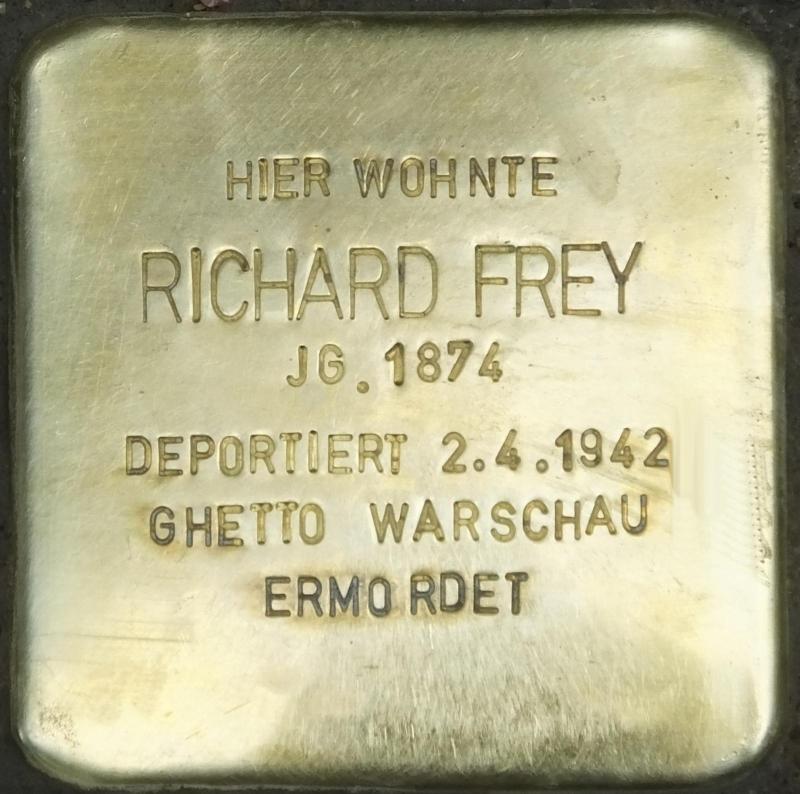 HIER WOHNTE
RICHARD FREY
JG. 1874
DEPORTIERT 2.4.1942
GHETTO WARSCHAU
ERMORDET